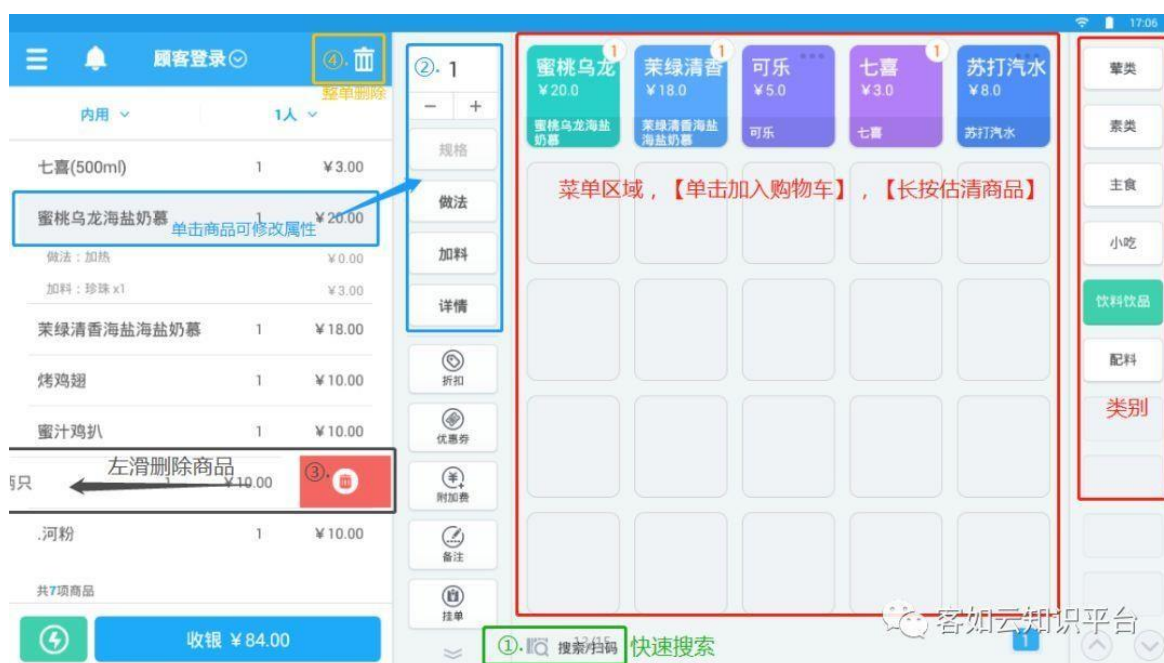 17:06
顾客登录
④.
整单删除
内用
1人
七喜(500ml) 1 ¥3.00
蜜桃乌龙海盐奶慕 1 ¥20.00
单击商品可修改属性
做法：加热 ¥0.00
加料：珍珠 x1 ¥3.00
茉绿清香海盐海盐奶慕 1 ¥18.00
烤鸡翅 1 ¥10.00
蜜汁鸡扒 1 ¥10.00
左滑删除商品
只 1 ¥10.00
③.
.河粉 1 ¥10.00
共7项商品
收银 ¥84.00
②. 1
− +
规格
做法
加料
详情
折扣
优惠券
附加费
备注
挂单
蜜桃乌龙 1
¥20.0
蜜桃乌龙海盐
奶慕
茉绿清香 1
¥18.0
茉绿清香海盐
海盐奶慕
可乐
¥5.0
可乐
七喜 1
¥3.0
七喜
苏打汽水
¥8.0
苏打汽水
菜单区域，【单击加入购物车】，【长按估清商品】
荤类
素类
主食
小吃
饮料饮品
配料
类别
①. 搜索/扫码 快速搜索
1
客如云知识平台